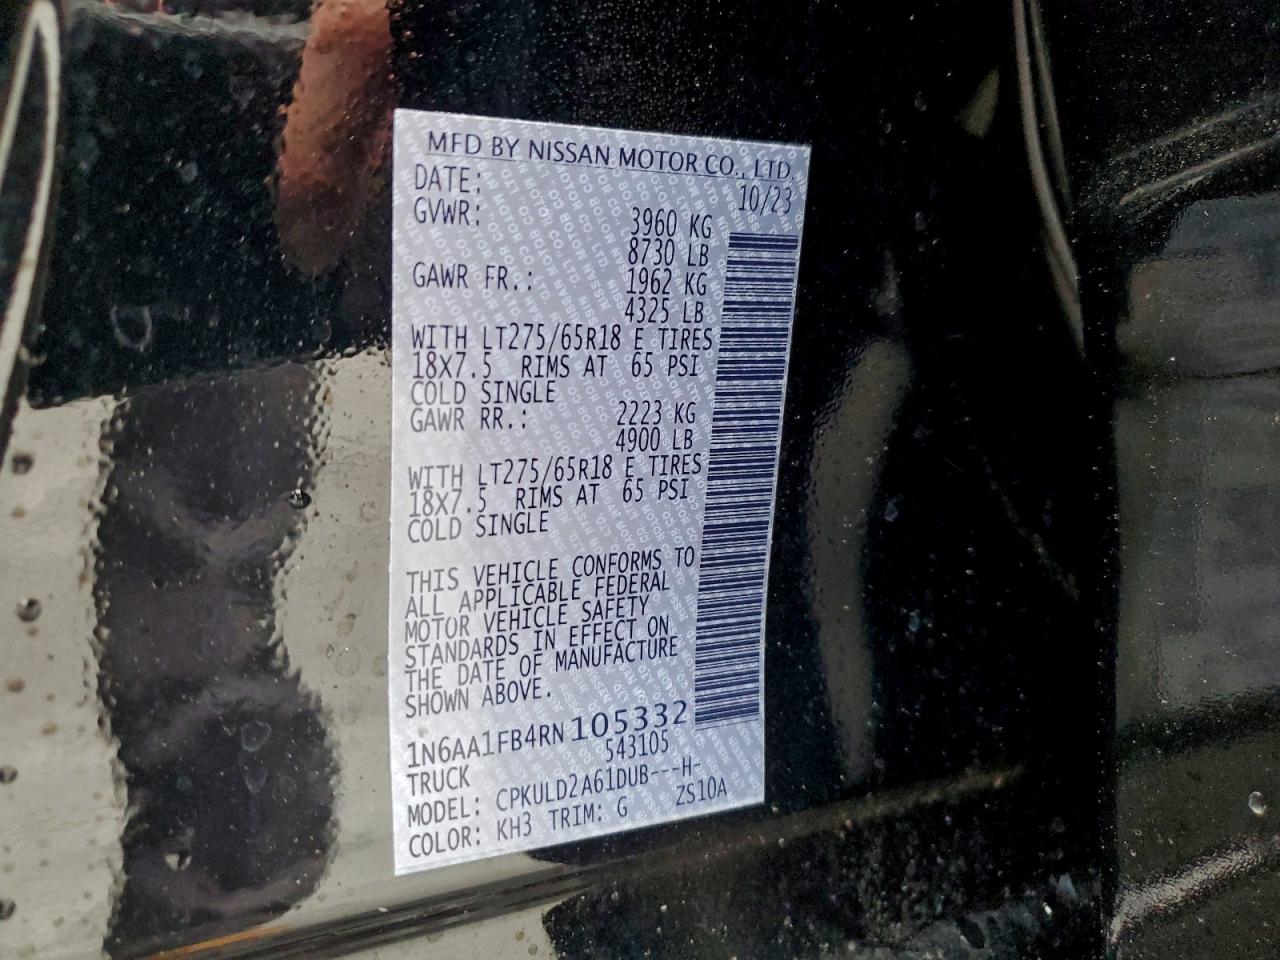 MFD BY NISSAN MOTOR CO., LTD.
DATE: 10/23
GVWR: 3960 KG
8730 LB
GAWR FR.: 1962 KG
4325 LB
WITH LT275/65R18 E TIRES
18X7.5 RIMS AT 65 PSI
COLD SINGLE
GAWR RR.: 2223 KG
4900 LB
WITH LT275/65R18 E TIRES
18X7.5 RIMS AT 65 PSI
COLD SINGLE
THIS VEHICLE CONFORMS TO
ALL APPLICABLE FEDERAL
MOTOR VEHICLE SAFETY
STANDARDS IN EFFECT ON
THE DATE OF MANUFACTURE
SHOWN ABOVE.
1N6AA1FB4RN105332
TRUCK 543105
MODEL: CPKULD2A61DUB---H-
COLOR: KH3 TRIM: G ZS10A